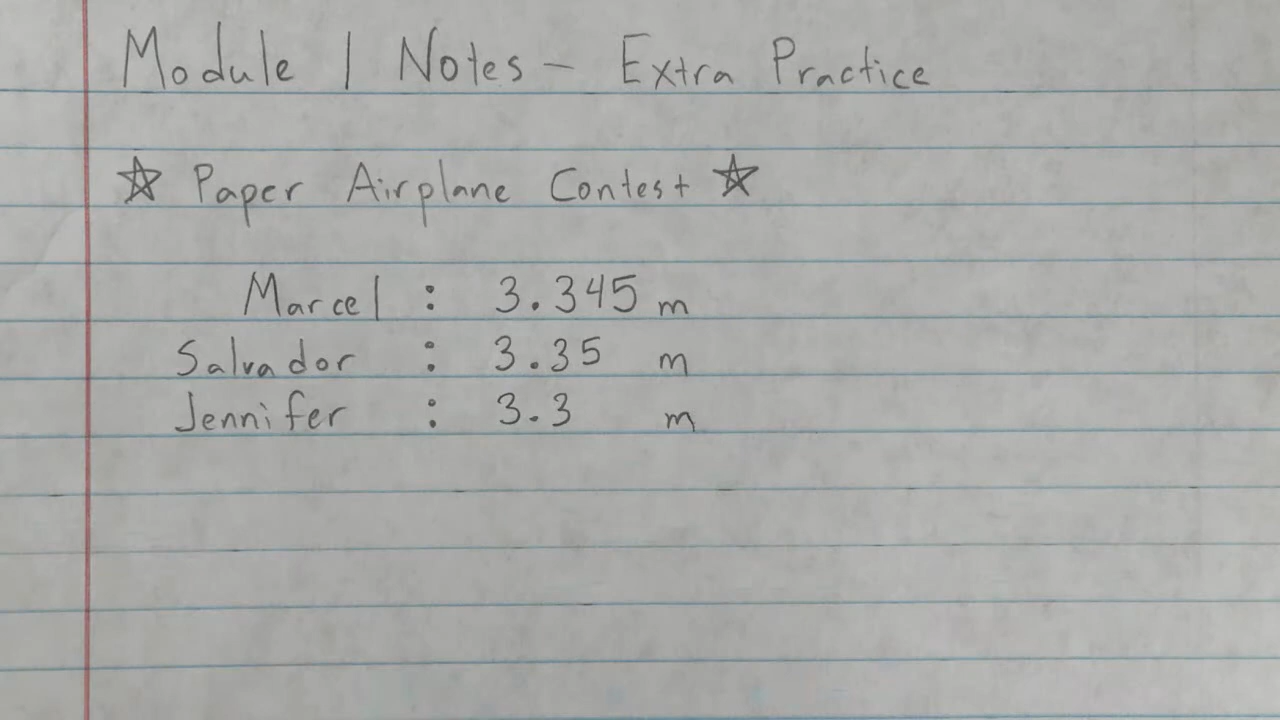 Module 1 Notes - Extra Practice
☆ Paper Airplane Contest ☆
Marcel : 3.345 m
Salvador : 3.35 m
Jennifer : 3.3 m